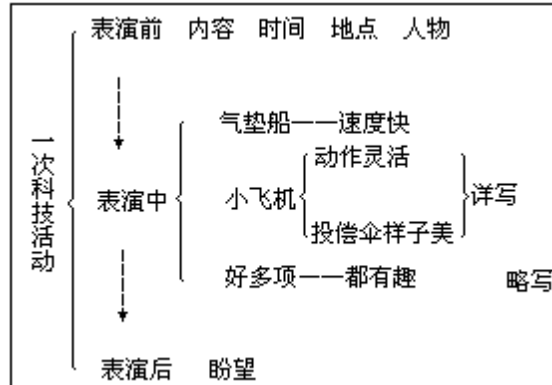 表演前 内容 时间 地点 人物
气垫船——速度快
动作灵活
一次科技活动
表演中
小飞机
详写
投偿伞样子美
好多项——都有趣
略写
表演后 盼望